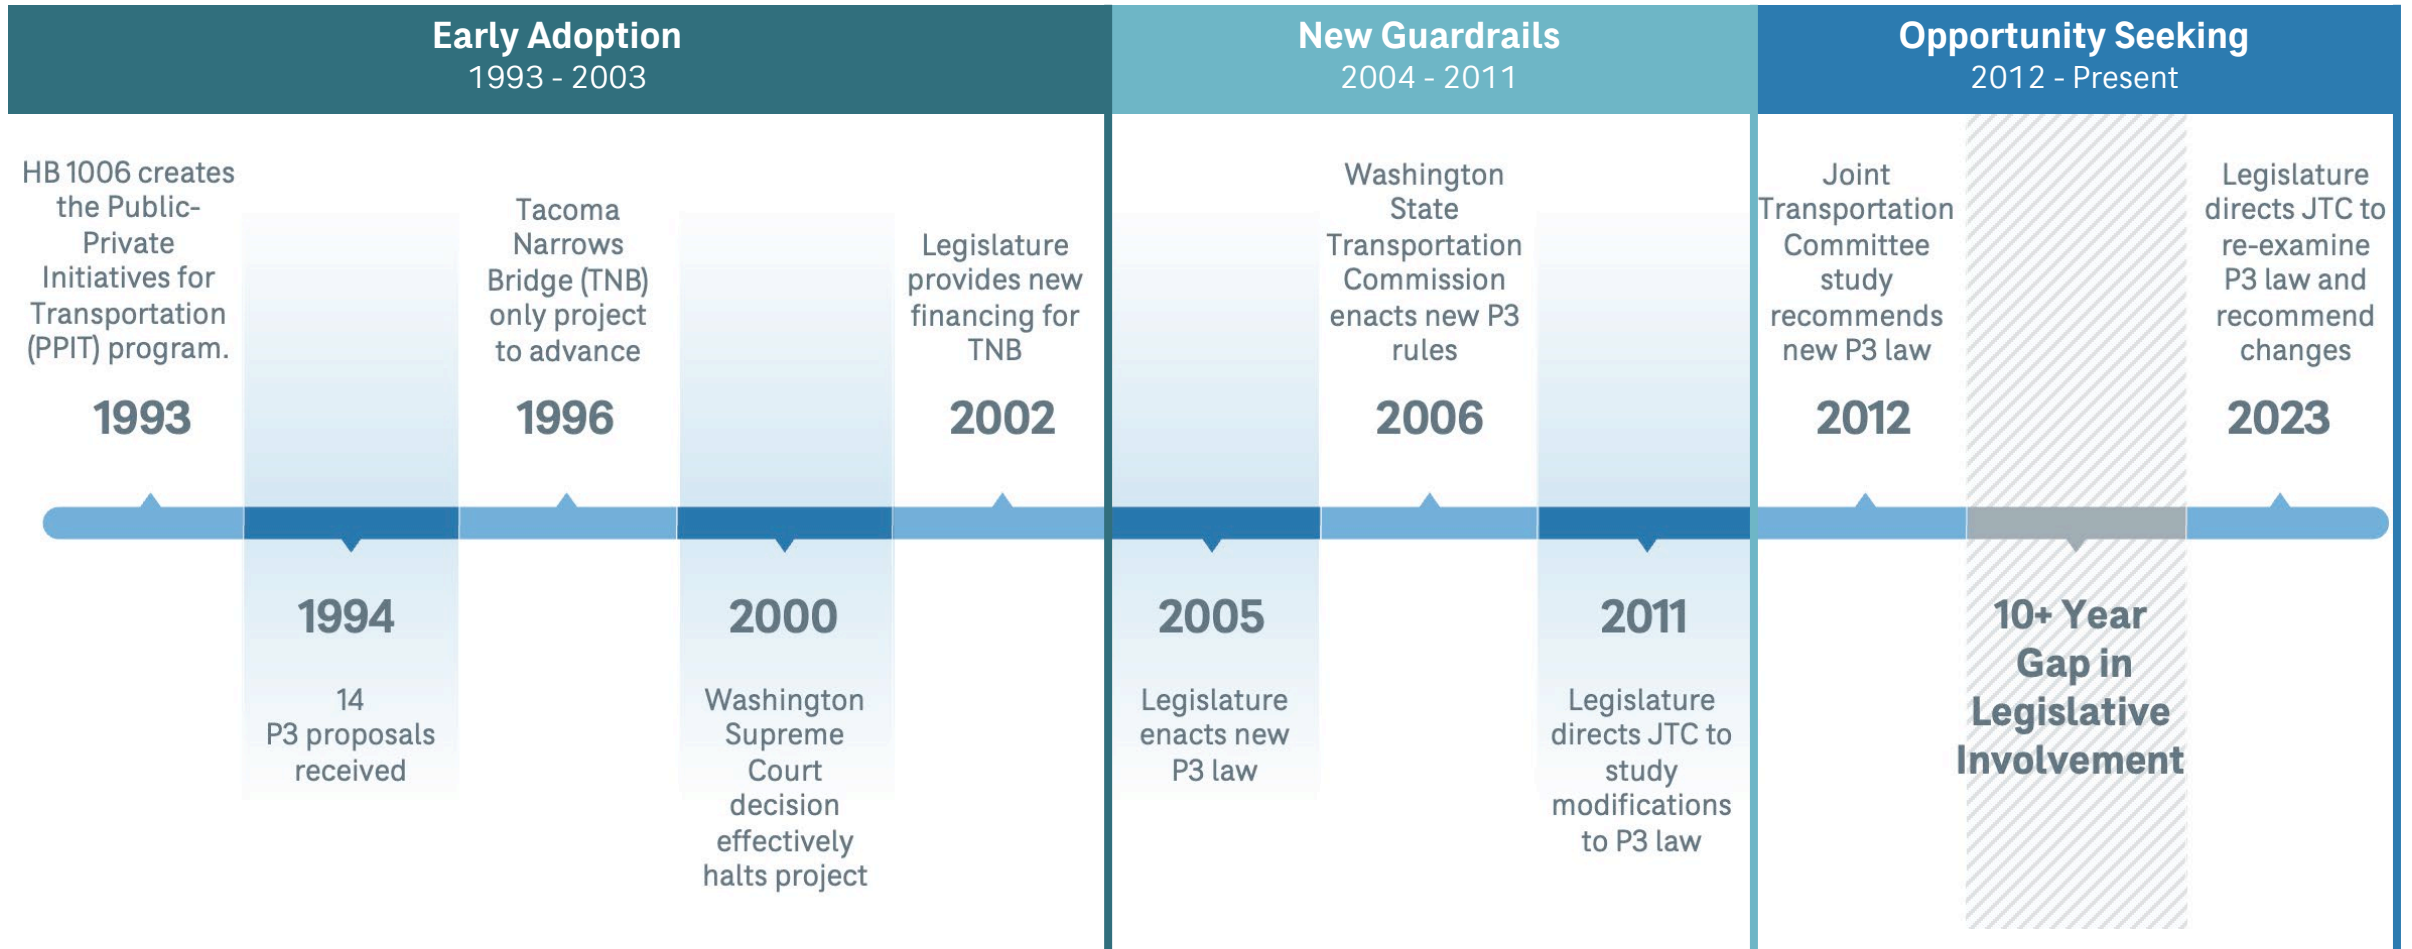 Early Adoption
1993 - 2003
New Guardrails
2004 - 2011
Opportunity Seeking
2012 - Present
HB 1006 creates
the Public-
Private
Initiatives for
Transportation
(PPIT) program.
1993
1994
14
P3 proposals
received
Tacoma
Narrows
Bridge (TNB)
only project
to advance
1996
2000
Washington
Supreme
Court
decision
effectively
halts project
Legislature
provides new
financing for
TNB
2002
2005
Legislature
enacts new
P3 law
Washington
State
Transportation
Commission
enacts new P3
rules
2006
2011
Legislature
directs JTC to
study
modifications
to P3 law
Joint
Transportation
Committee
study
recommends
new P3 law
2012
10+ Year
Gap in
Legislative
Involvement
Legislature
directs JTC to
re-examine
P3 law and
recommend
changes
2023